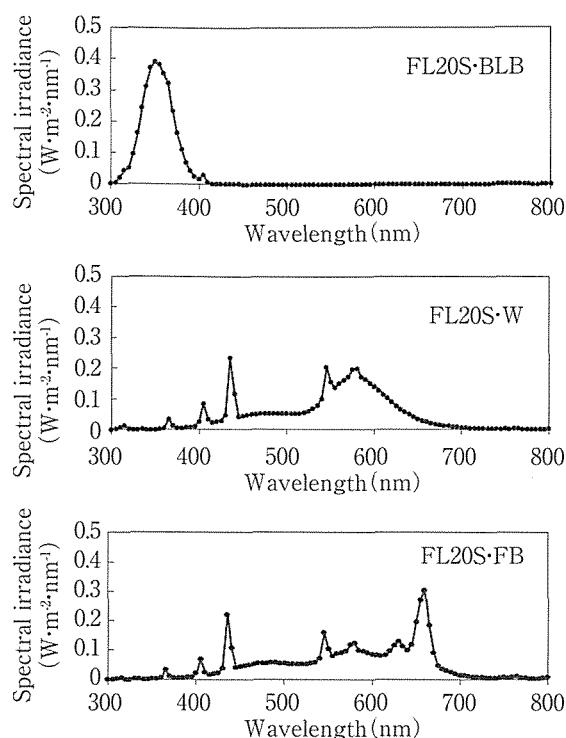 Spectral irradiance
(W·m⁻²·nm⁻¹)
0.5
0.4
0.3
0.2
0.1
0
FL20S·BLB
300 400 500 600 700 800
Wavelength(nm)
Spectral irradiance
(W·m⁻²·nm⁻¹)
0.5
0.4
0.3
0.2
0.1
0
FL20S·W
300 400 500 600 700 800
Wavelength(nm)
Spectral irradiance
(W·m⁻²·nm⁻¹)
0.5
0.4
0.3
0.2
0.1
0
FL20S·FB
300 400 500 600 700 800
Wavelength(nm)